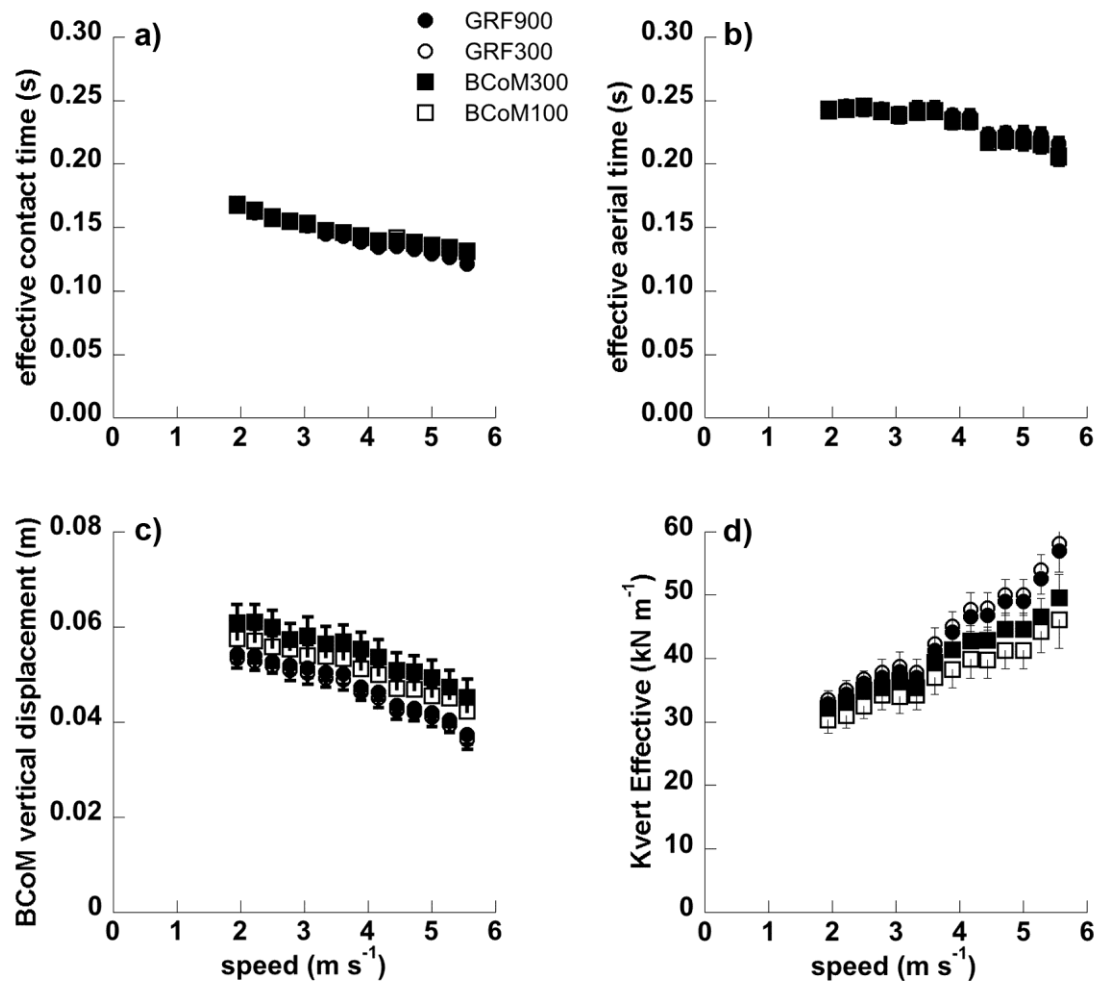 a)
GRF900
GRF300
BCoM300
BCoM100
effective contact time (s)
0.30
0.25
0.20
0.15
0.10
0.05
0.00
0 1 2 3 4 5 6
b)
effective aerial time (s)
0.30
0.25
0.20
0.15
0.10
0.05
0.00
0 1 2 3 4 5 6
c)
BCoM vertical displacement (m)
0.08
0.06
0.04
0.02
0
0 1 2 3 4 5 6
speed (m s⁻¹)
d)
Kvert Effective (kN m⁻¹)
60
50
40
30
20
10
0
0 1 2 3 4 5 6
speed (m s⁻¹)